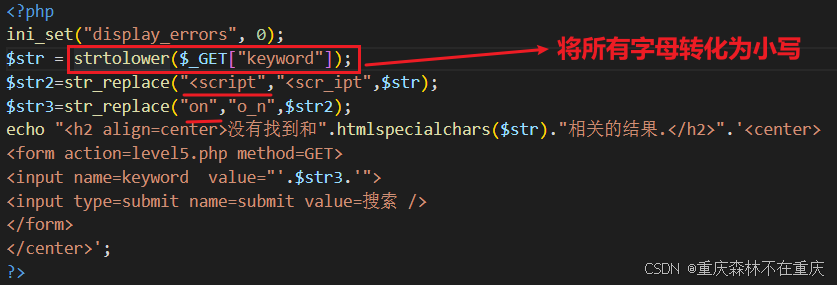 <?php
ini_set("display_errors", 0);
$str = strtolower($_GET["keyword"]);
将所有字母转化为小写
$str2=str_replace("<script","<scr_ipt",$str);
$str3=str_replace("on","o_n",$str2);
echo "<h2 align=center>没有找到和".htmlspecialchars($str)."相关的结果.</h2>".'<center>
<form action=level5.php method=GET>
<input name=keyword  value="'.$str3.'">
<input type=submit name=submit value=搜索 />
</form>
</center>';
?>
CSDN @重庆森林不在重庆